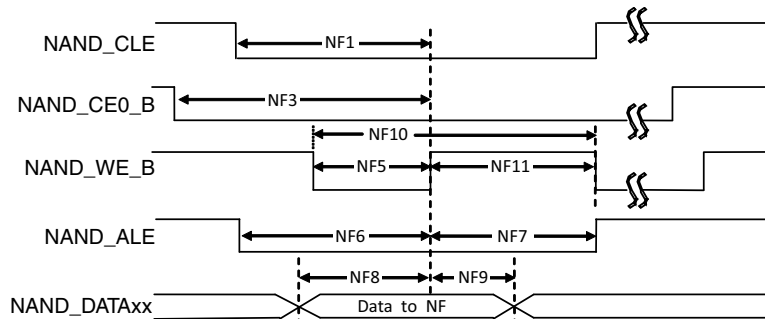 NAND_CLE
NF1
NAND_CE0_B
NF3
NF10
NAND_WE_B
NF5
NF11
NAND_ALE
NF6
NF7
NF8
NF9
NAND_DATAxx
Data to NF